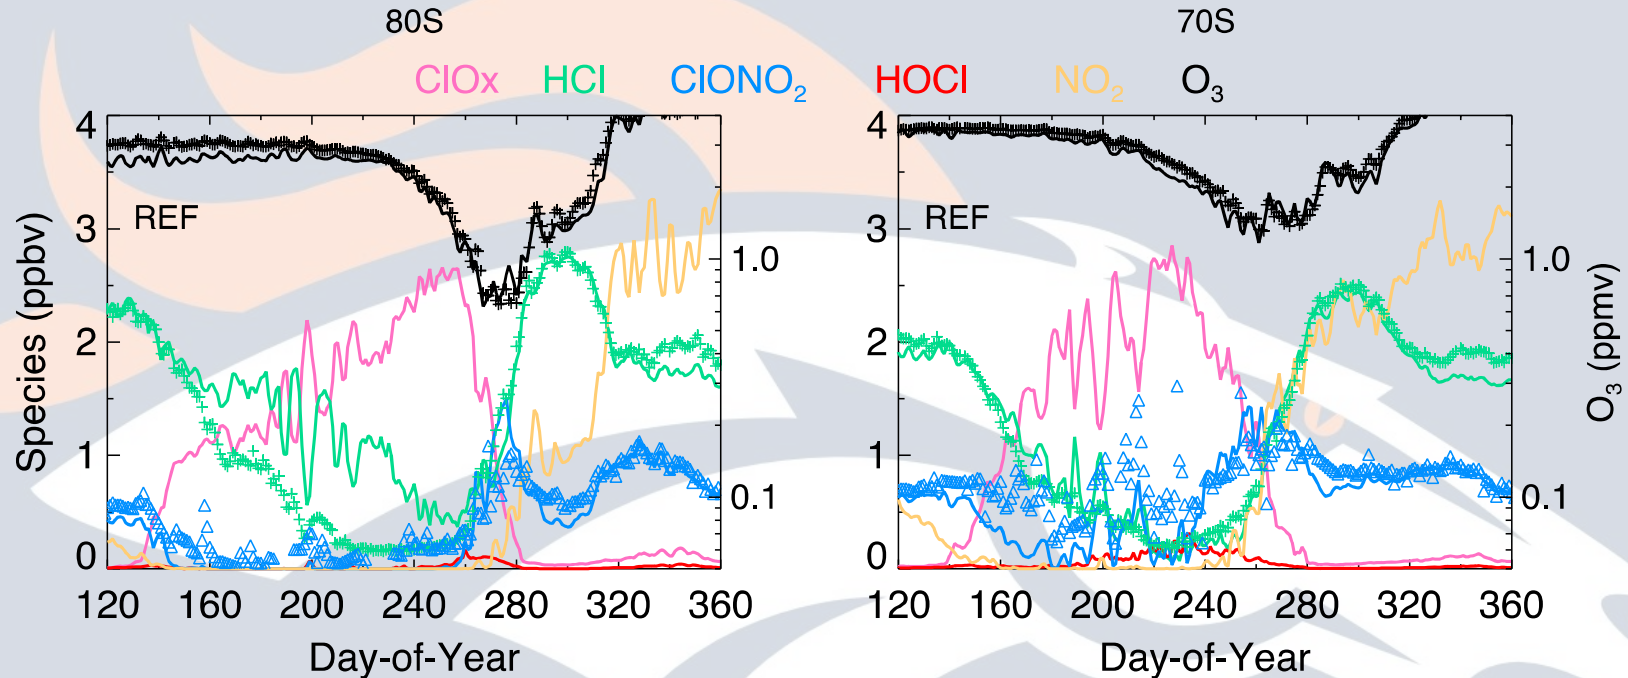 80S 70S
ClOx HCl ClONO₂ HOCl NO₂ O₃
4
3
2
1
0
Species (ppbv)
REF
1.0
0.1
120 160 200 240 280 320 360
Day-of-Year
4
3
2
1
0
REF
1.0
0.1
O₃ (ppmv)
120 160 200 240 280 320 360
Day-of-Year